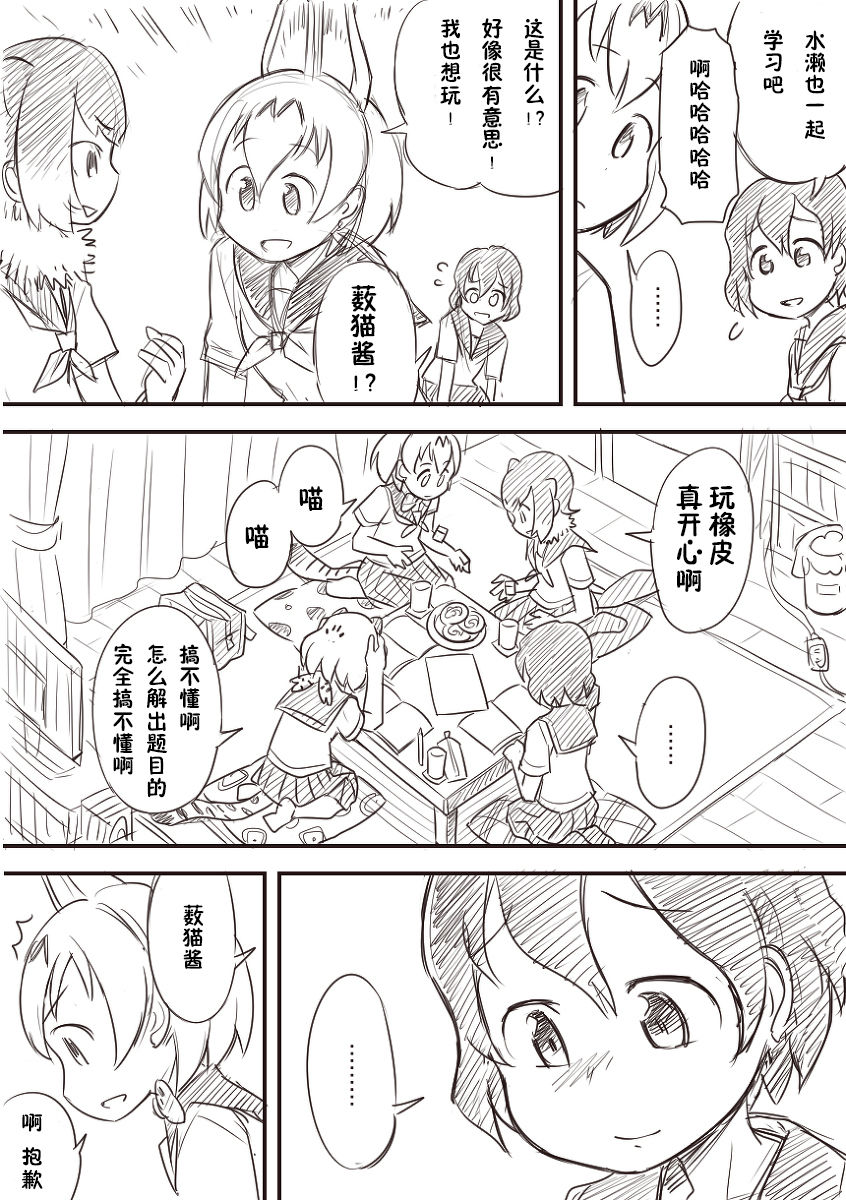 水濑也一起
学习吧
啊哈哈哈哈哈
……
这是什么!?
好像很有意思!
我也想玩!
薮猫酱!?
玩橡皮
真开心啊
喵
喵
……
搞不懂啊
怎么解出题目的
完全搞不懂啊
………
薮猫酱
啊 抱歉